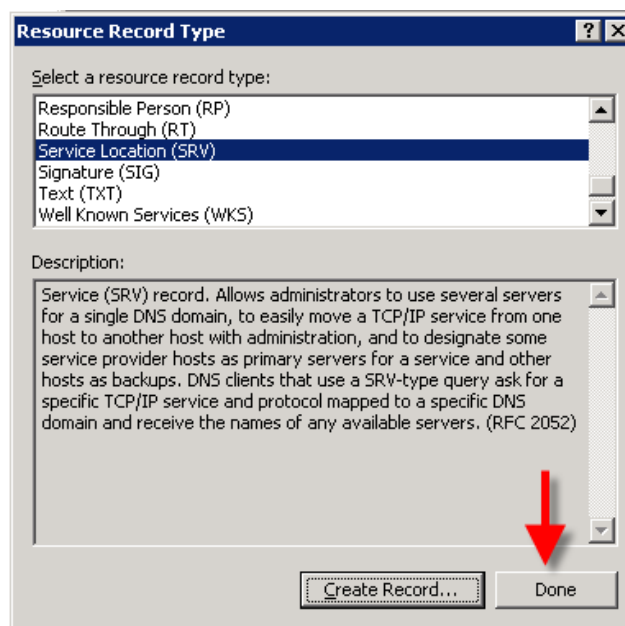 Resource Record Type
Select a resource record type:
Responsible Person (RP)
Route Through (RT)
Service Location (SRV)
Signature (SIG)
Text (TXT)
Well Known Services (WKS)
Description:
Service (SRV) record. Allows administrators to use several servers
for a single DNS domain, to easily move a TCP/IP service from one
host to another host with administration, and to designate some
service provider hosts as primary servers for a service and other
hosts as backups. DNS clients that use a SRV-type query ask for a
specific TCP/IP service and protocol mapped to a specific DNS
domain and receive the names of any available servers. (RFC 2052)
Create Record... Done